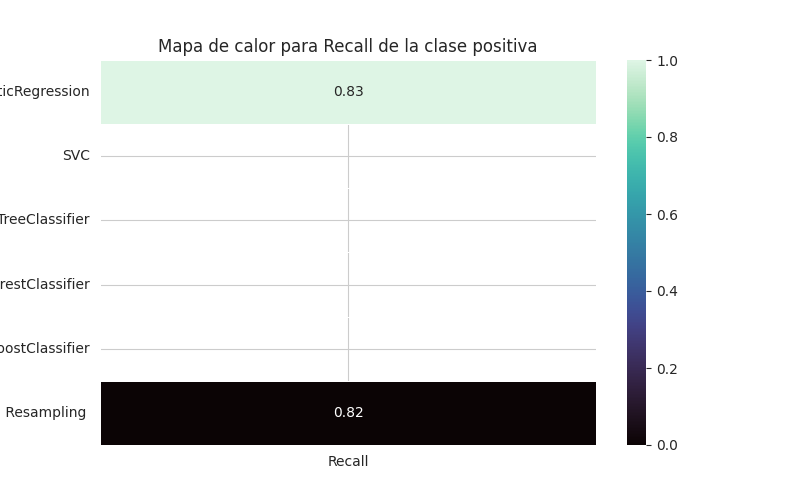 Mapa de calor para Recall de la clase positiva
ticRegression
SVC
TreeClassifier
restClassifier
oostClassifier
Resampling
0.83
0.82
Recall
1.0
0.8
0.6
0.4
0.2
0.0